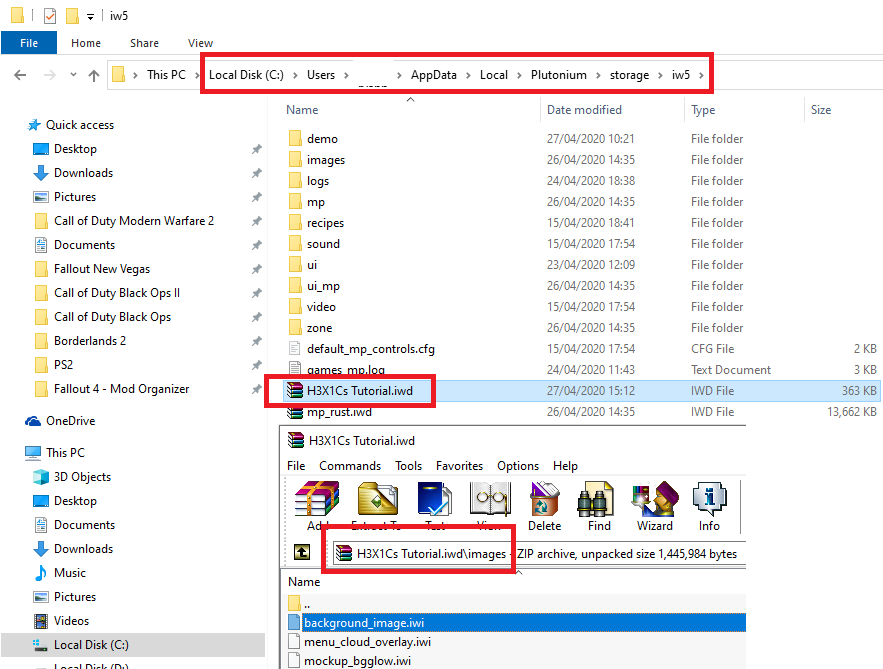 iw5
File Home Share View
This PC Local Disk (C:) Users AppData Local Plutonium storage iw5
Quick access
Desktop
Downloads
Pictures
Call of Duty Modern Warfare 2
Documents
Fallout New Vegas
Call of Duty Black Ops II
Call of Duty Black Ops
Borderlands 2
PS2
Fallout 4 - Mod Organizer
OneDrive
This PC
3D Objects
Desktop
Documents
Downloads
Music
Pictures
Videos
Local Disk (C:)
Local Disk (D:)
Name Date modified Type Size
demo 27/04/2020 10:21 File folder
images 26/04/2020 14:35 File folder
logs 24/04/2020 18:38 File folder
mp 26/04/2020 14:35 File folder
recipes 15/04/2020 18:41 File folder
sound 15/04/2020 17:54 File folder
ui 23/04/2020 12:09 File folder
ui_mp 26/04/2020 14:35 File folder
video 15/04/2020 17:54 File folder
zone 26/04/2020 14:35 File folder
default_mp_controls.cfg 15/04/2020 17:54 CFG File 2 KB
games_mp.log 24/04/2020 11:43 Text Document 3 KB
H3X1Cs Tutorial.iwd 27/04/2020 15:12 IWD File 363 KB
mp_rust.iwd 26/04/2020 14:35 IWD File 13,662 KB
H3X1Cs Tutorial.iwd
File Commands Tools Favorites Options Help
Add Extract To Test View Delete Find Wizard Info
H3X1Cs Tutorial.iwd\images - ZIP archive, unpacked size 1,445,984 bytes
Name
..
background_image.iwi
menu_cloud_overlay.iwi
mockup_bgglow.iwi